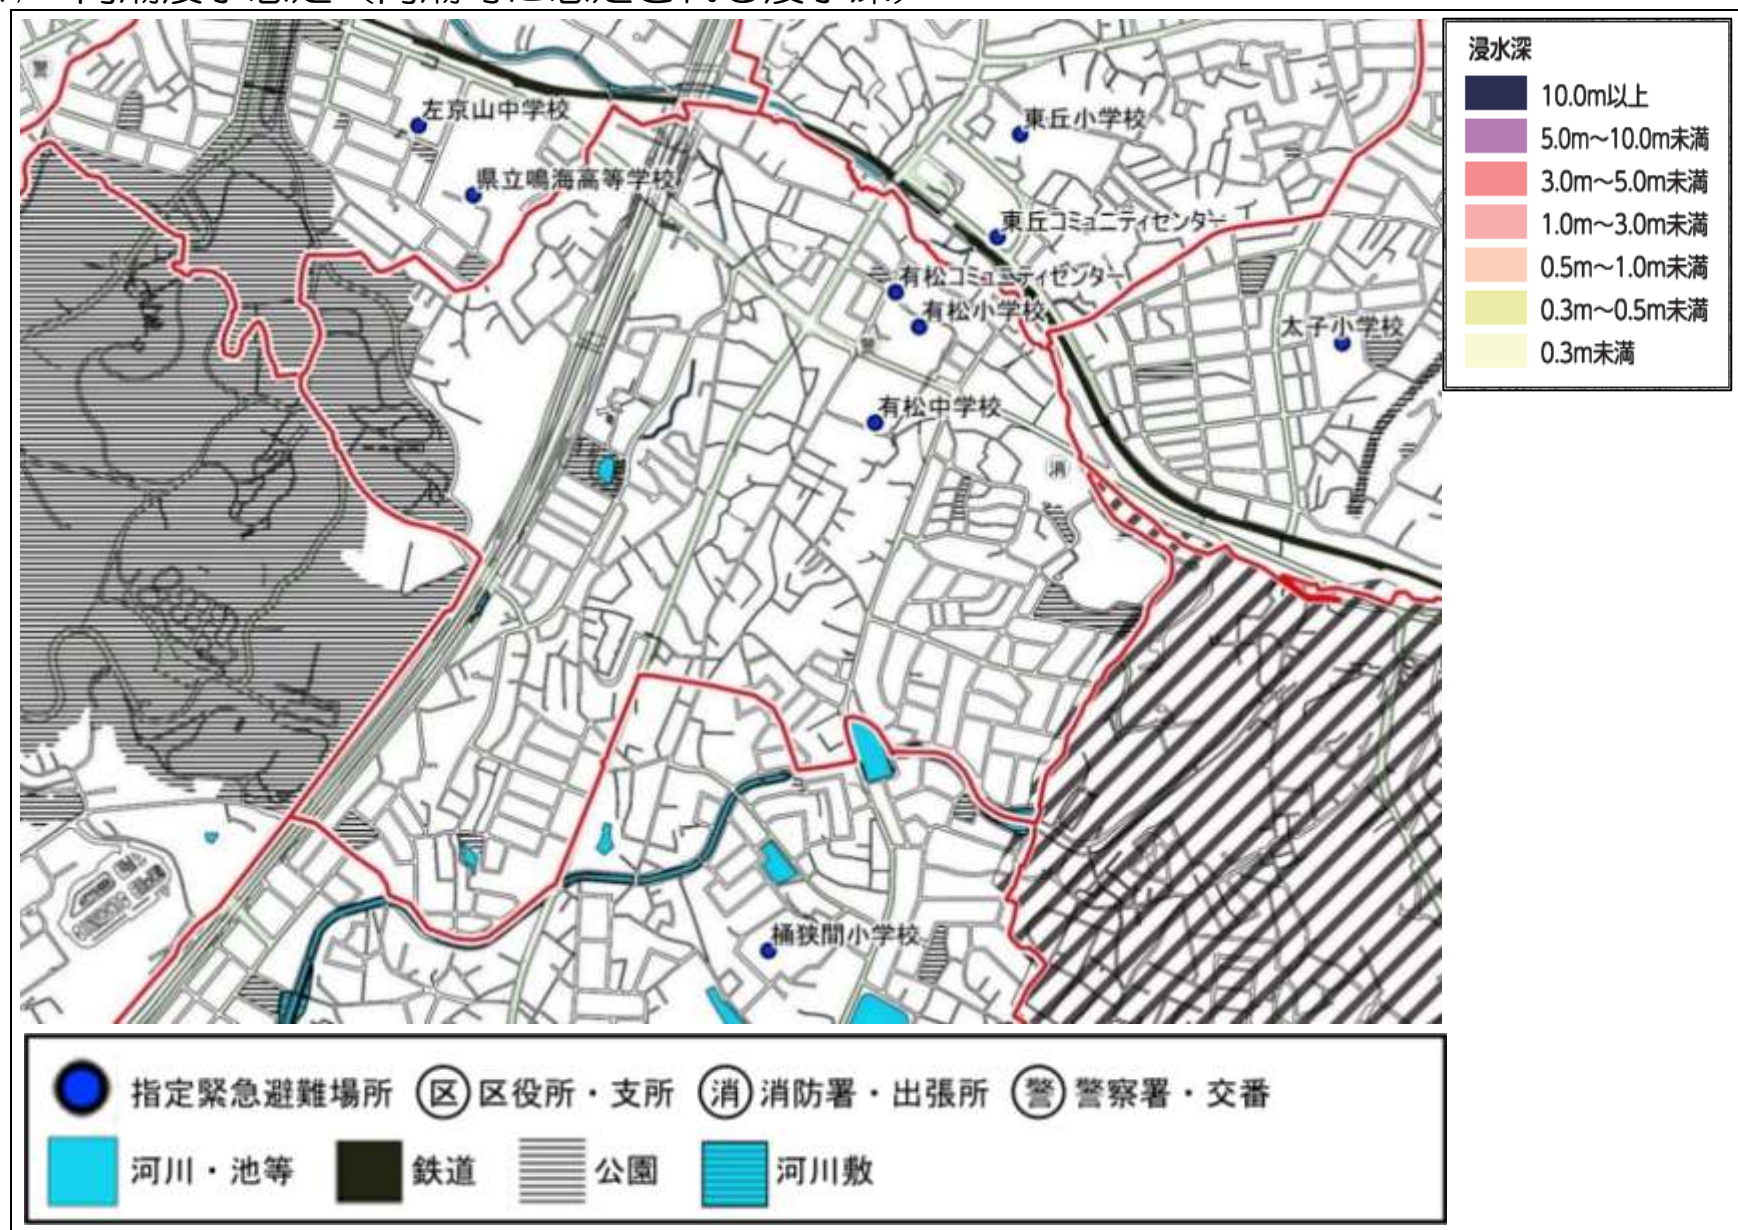 浸水深
10.0m以上
5.0m～10.0m未満
3.0m～5.0m未満
1.0m～3.0m未満
0.5m～1.0m未満
0.3m～0.5m未満
0.3m未満
警
左京山中学校
東丘小学校
県立鳴海高等学校
東丘コミュニティセンター
有松コミュニティセンター
有松小学校
太子小学校
警
有松中学校
消
桶狭間小学校
指定緊急避難場所 区 区役所・支所 消 消防署・出張所 警 警察署・交番
河川・池等 鉄道 公園 河川敷